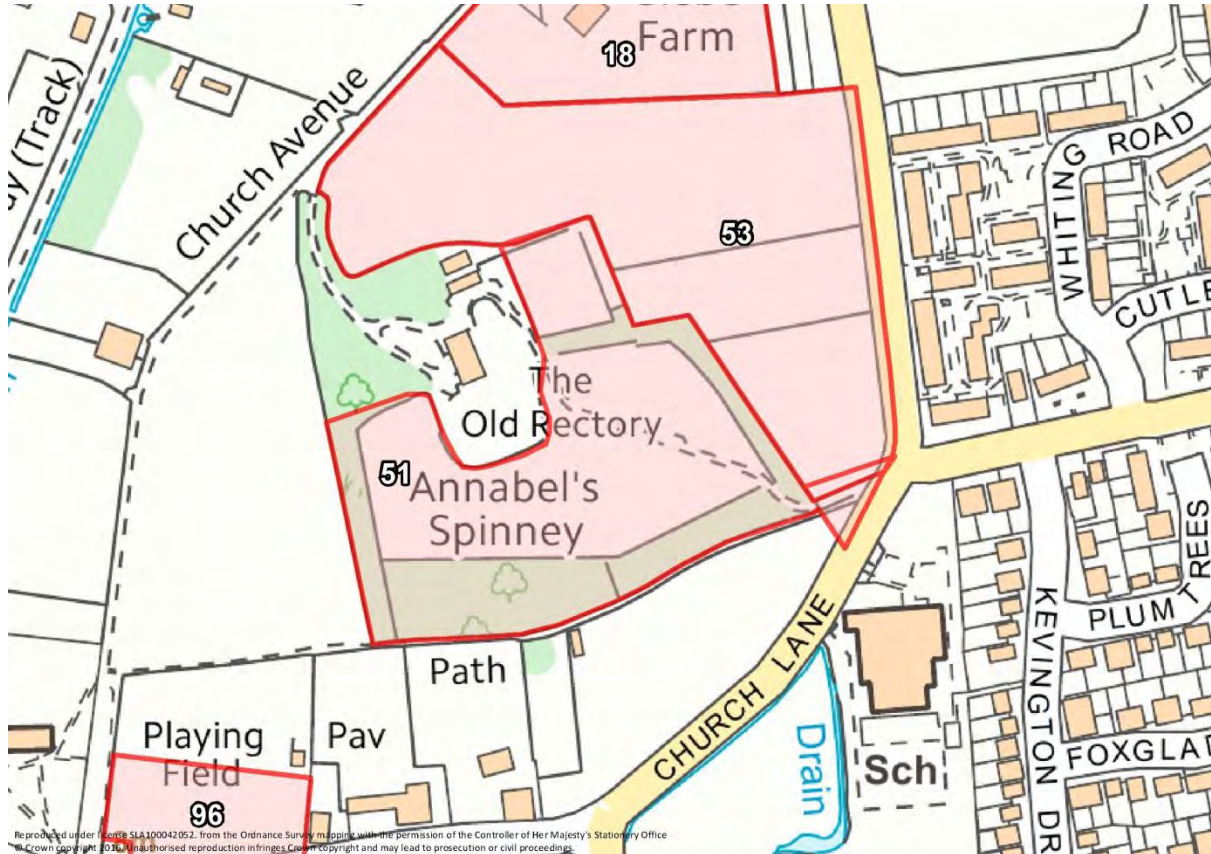 18
Farm
Church Avenue
(Track)
WHITING ROAD
53
The
Old Rectory
51
Annabel's
Spinney
PLUM TREES
KEVINGTON DR
CHURCH LANE
Path
Playing
Field
Pav
Drain
Sch
96
Reproduced under license SLA100042052. from the Ordnance Survey mapping with the permission of the Controller of Her Majesty's Stationery Office
© Crown copyright 2016. Unauthorised reproduction infringes Crown copyright and may lead to prosecution or civil proceedings.